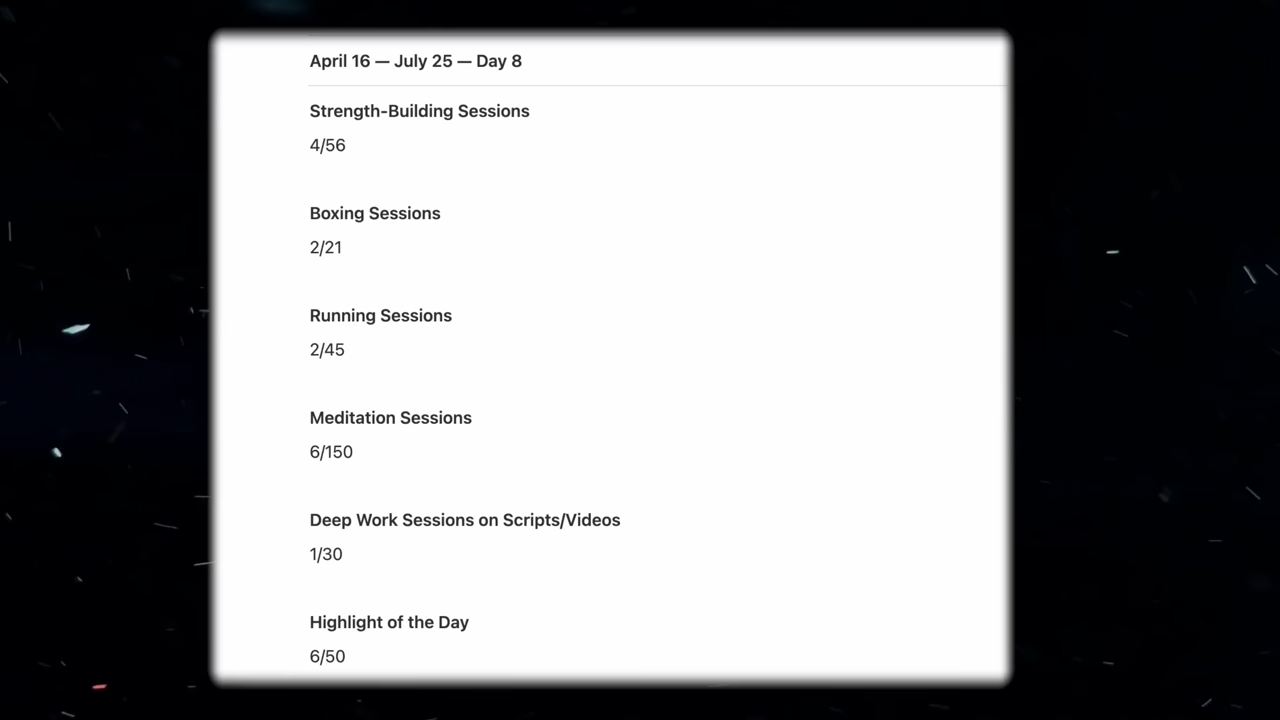 April 16 — July 25 — Day 8
Strength-Building Sessions
4/56
Boxing Sessions
2/21
Running Sessions
2/45
Meditation Sessions
6/150
Deep Work Sessions on Scripts/Videos
1/30
Highlight of the Day
6/50